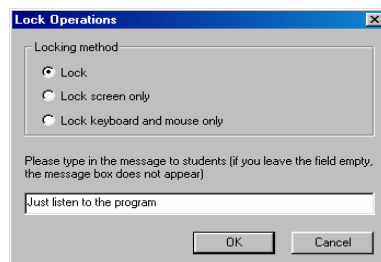 Lock Operations
Locking method
Lock
Lock screen only
Lock keyboard and mouse only
Please type in the message to students (if you leave the field empty,
the message box does not appear)
Just listen to the program
OK
Cancel